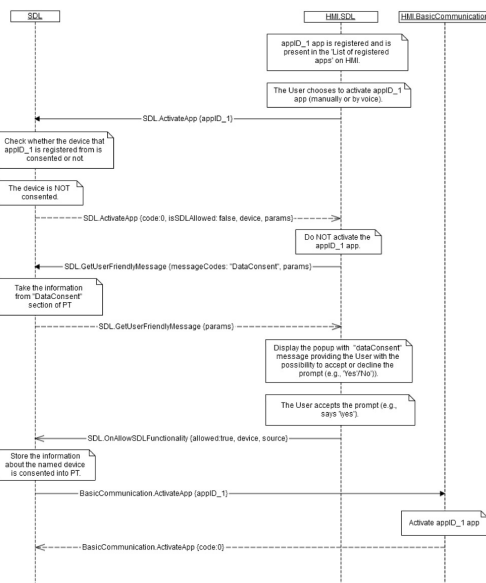 SDL
HMI.SDL
HMI.BasicCommunication
appID_1 app is registered and is
present in the 'List of registered
apps' on HMI.
The User chooses to activate appID_1
app (manually or by voice).
SDL.ActivateApp {appID_1}
Check whether the device that
appID_1 is registered from is
consented or not.
The device is NOT
consented.
SDL.ActivateApp {code:0, isSDLAllowed: false, device, params}
Do NOT activate the
appID_1 app.
SDL.GetUserFriendlyMessage {messageCodes: "DataConsent", params}
Take the information
from "DataConsent"
section of PT
SDL.GetUserFriendlyMessage {params}
Display the popup with "dataConsent"
message providing the User with the
possibility to accept or decline the
prompt (e.g., 'Yes'/'No')).
The User accepts the prompt (e.g.,
says 'yes').
SDL.OnAllowSDLFunctionality {allowed:true, device, source}
Store the information
about the named device
is consented into PT.
BasicCommunication.ActivateApp {appID_1}
Activate appID_1 app
BasicCommunication.ActivateApp {code:0}